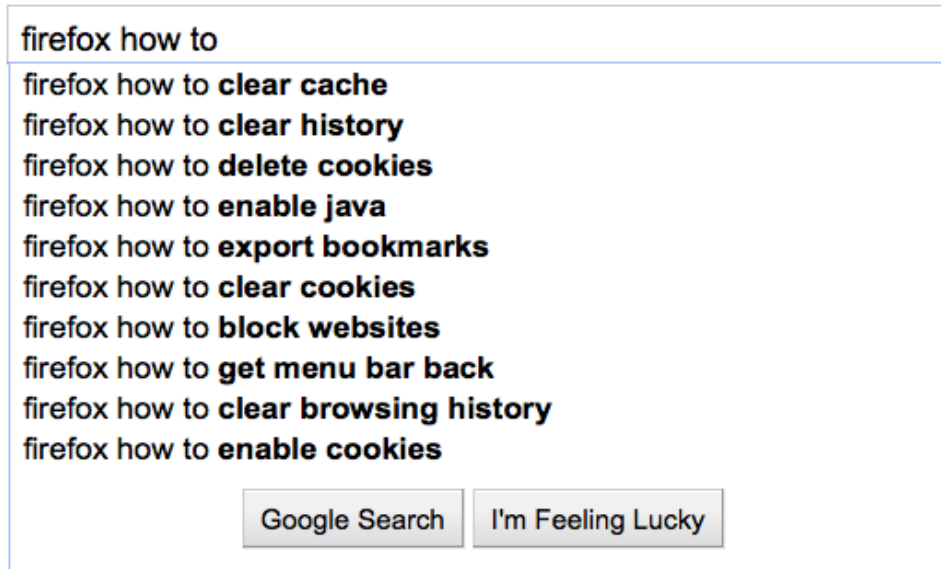 firefox how to
firefox how to clear cache
firefox how to clear history
firefox how to delete cookies
firefox how to enable java
firefox how to export bookmarks
firefox how to clear cookies
firefox how to block websites
firefox how to get menu bar back
firefox how to clear browsing history
firefox how to enable cookies
Google Search I'm Feeling Lucky